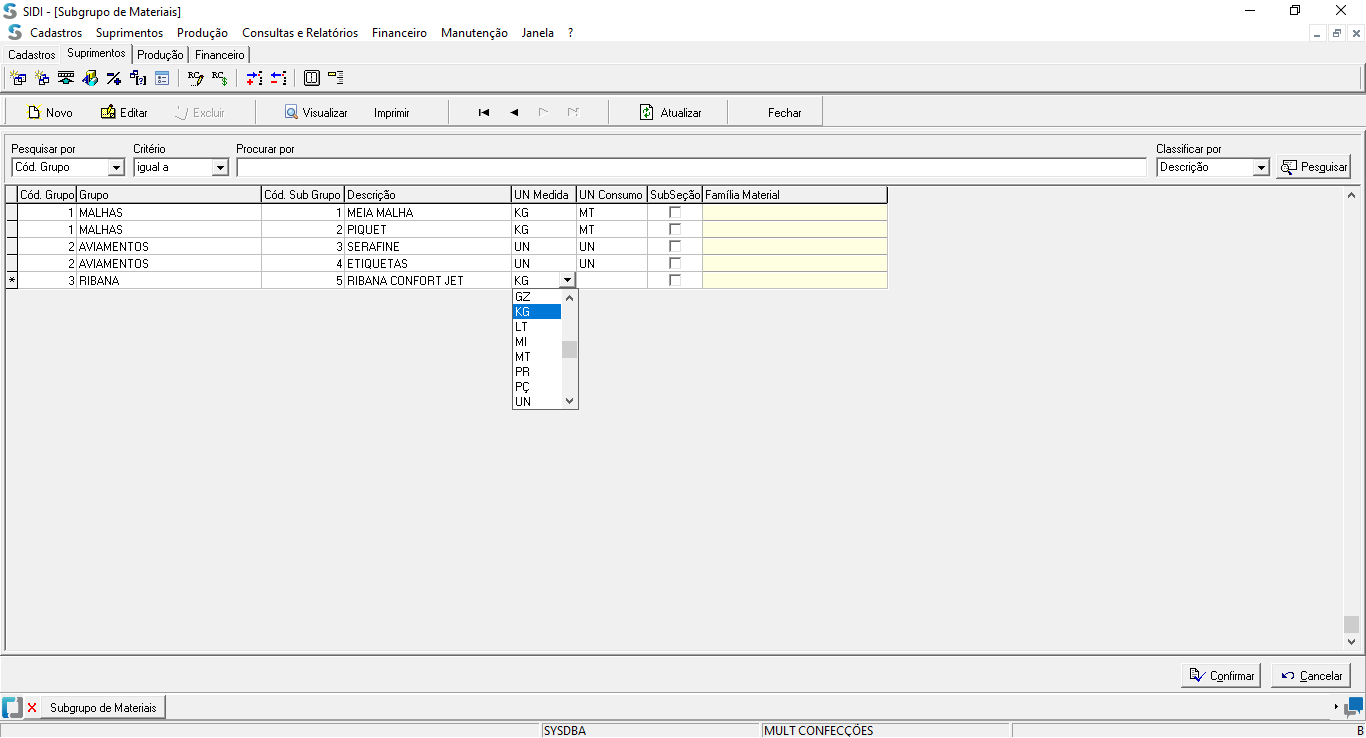 SIDI - [Subgrupo de Materiais]
Cadastros Suprimentos Produção Consultas e Relatórios Financeiro Manutenção Janela ?
Cadastros Suprimentos Produção Financeiro
Novo Editar Excluir Visualizar Imprimir Atualizar Fechar
Pesquisar por Critério Procurar por Classificar por
Cód. Grupo igual a Descrição Pesquisar
Cód. Grupo Grupo Cód. Sub Grupo Descrição UN Medida UN Consumo SubSeção Família Material
1 MALHAS 1 MEIA MALHA KG MT
1 MALHAS 2 PIQUET KG MT
2 AVIAMENTOS 3 SERAFINE UN UN
2 AVIAMENTOS 4 ETIQUETAS UN UN
* 3 RIBANA 5 RIBANA CONFORT JET KG
GZ
KG
LT
MI
MT
PR
PÇ
UN
Confirmar Cancelar
Subgrupo de Materiais
SYSDBA MULT CONFECÇÕES B